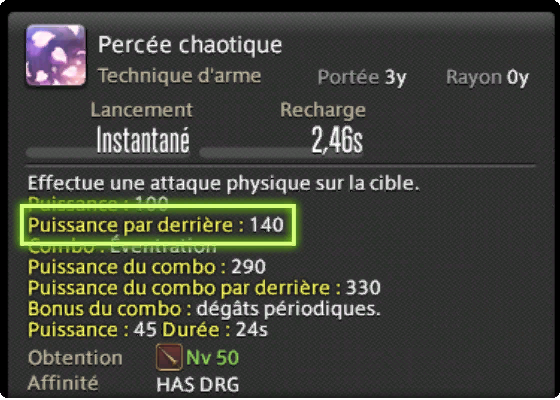 Percée chaotique
Technique d'arme Portée 3y Rayon 0y
Lancement Recharge
Instantané 2,46s
Effectue une attaque physique sur la cible.
Puissance : 100
Puissance par derrière : 140
Combo : Éventration
Puissance du combo : 290
Puissance du combo par derrière : 330
Bonus du combo : dégâts périodiques.
Puissance : 45 Durée : 24s
Obtention Nv 50
Affinité HAS DRG